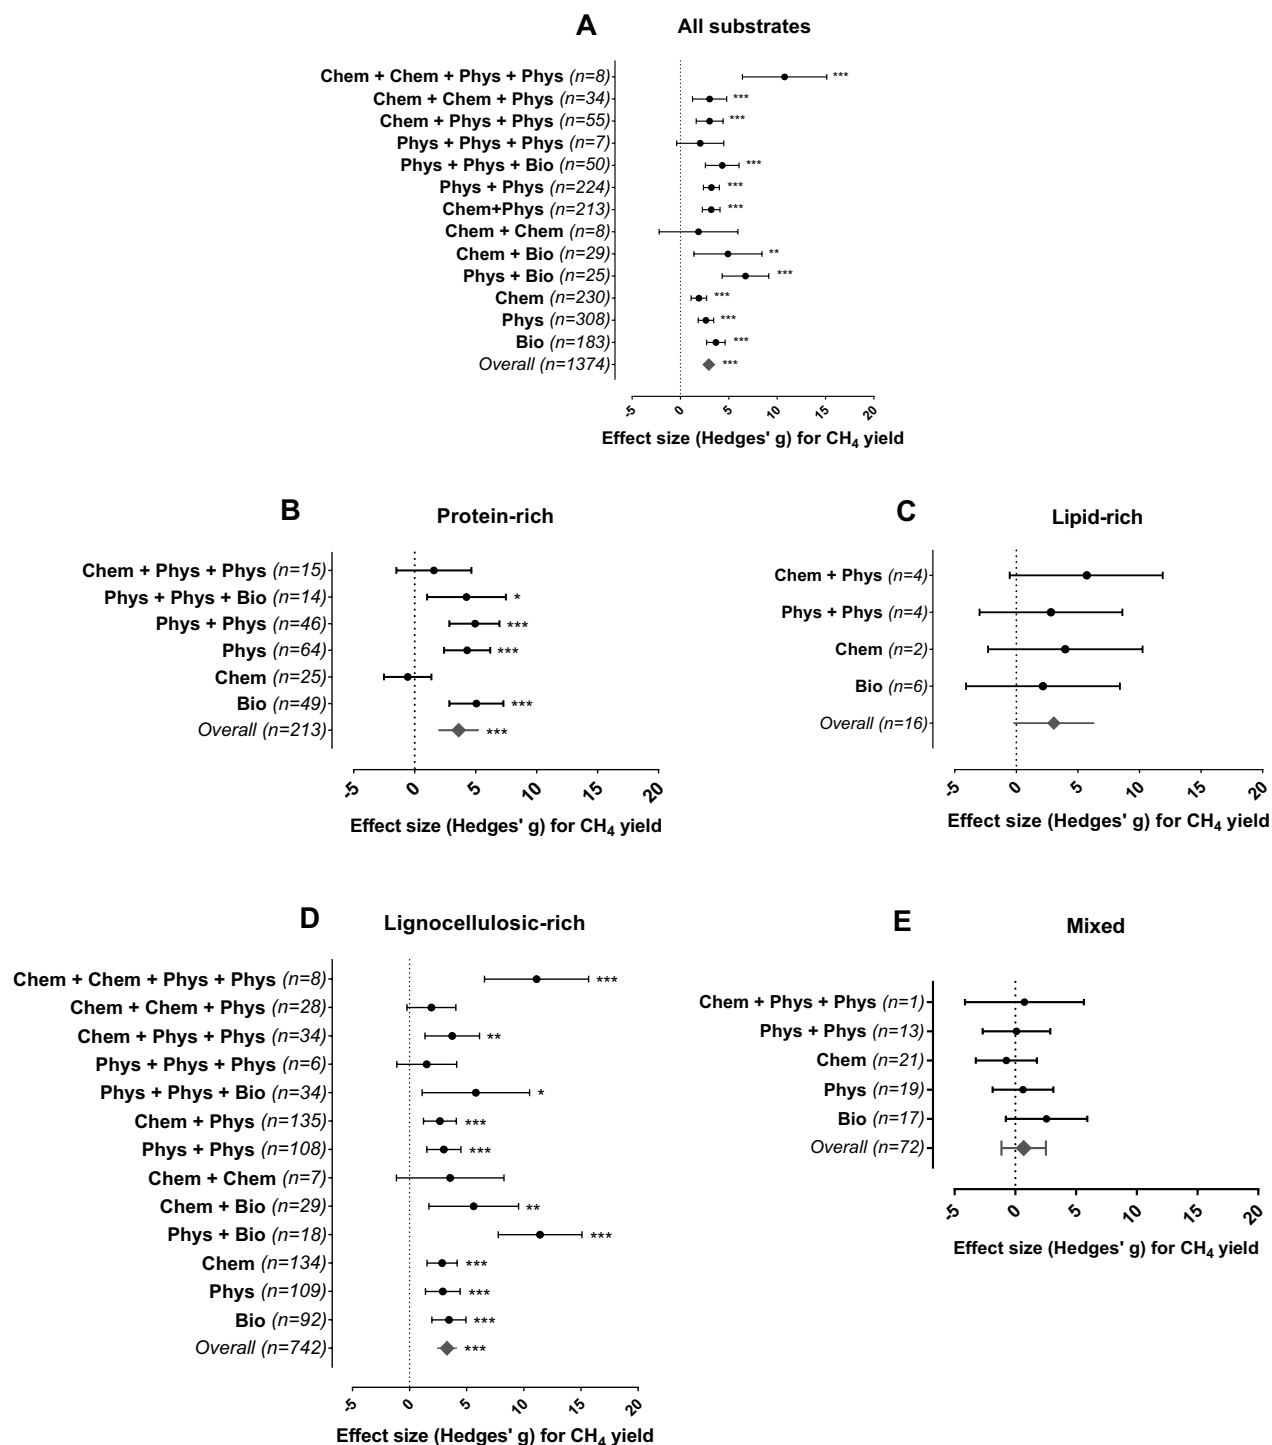 A All substrates
Chem + Chem + Phys + Phys (n=8) ***
Chem + Chem + Phys (n=34) ***
Chem + Phys + Phys (n=55) ***
Phys + Phys + Phys (n=7)
Phys + Phys + Bio (n=50) ***
Phys + Phys (n=224) ***
Chem+Phys (n=213) ***
Chem + Chem (n=8)
Chem + Bio (n=29) **
Phys + Bio (n=25) ***
Chem (n=230) ***
Phys (n=308) ***
Bio (n=183) ***
Overall (n=1374) ***
-5 0 5 10 15 20
Effect size (Hedges' g) for CH4 yield
B Protein-rich
Chem + Phys + Phys (n=15)
Phys + Phys + Bio (n=14) *
Phys + Phys (n=46) ***
Phys (n=64) ***
Chem (n=25)
Bio (n=49) ***
Overall (n=213) ***
-5 0 5 10 15 20
Effect size (Hedges' g) for CH4 yield
C Lipid-rich
Chem + Phys (n=4)
Phys + Phys (n=4)
Chem (n=2)
Bio (n=6)
Overall (n=16)
-5 0 5 10 15 20
Effect size (Hedges' g) for CH4 yield
D Lignocellulosic-rich
Chem + Chem + Phys + Phys (n=8) ***
Chem + Chem + Phys (n=28)
Chem + Phys + Phys (n=34) **
Phys + Phys + Phys (n=6)
Phys + Phys + Bio (n=34) *
Chem + Phys (n=135) ***
Phys + Phys (n=108) ***
Chem + Chem (n=7)
Chem + Bio (n=29) **
Phys + Bio (n=18) ***
Chem (n=134) ***
Phys (n=109) ***
Bio (n=92) ***
Overall (n=742) ***
-5 0 5 10 15 20
Effect size (Hedges' g) for CH4 yield
E Mixed
Chem + Phys + Phys (n=1)
Phys + Phys (n=13)
Chem (n=21)
Phys (n=19)
Bio (n=17)
Overall (n=72)
-5 0 5 10 15 20
Effect size (Hedges' g) for CH4 yield